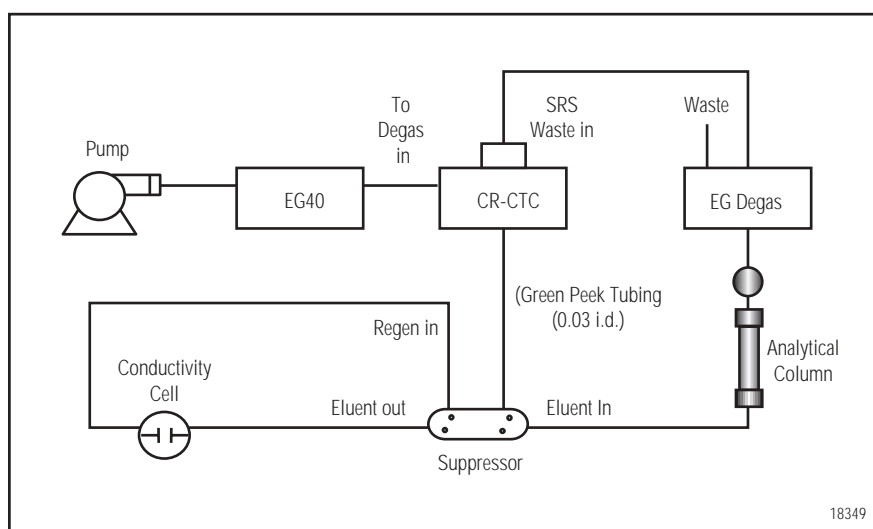 To
Degas
in
SRS
Waste in
Waste
Pump
EG40
CR-CTC
EG Degas
(Green Peek Tubing
(0.03 i.d.)
Regen in
Analytical
Column
Conductivity
Cell
Eluent out
Eluent In
Suppressor
18349